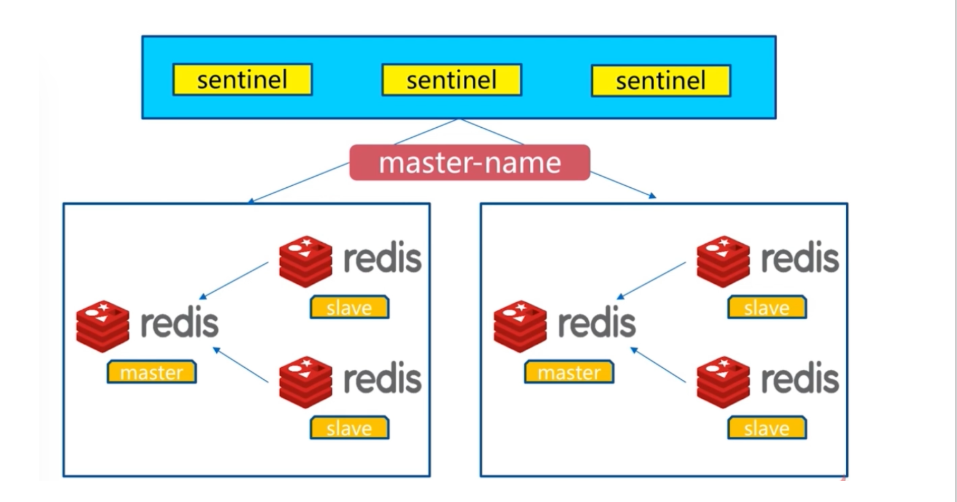 sentinel sentinel sentinel
master-name
redis
slave
redis
master
redis
slave
redis
slave
redis
master
redis
slave